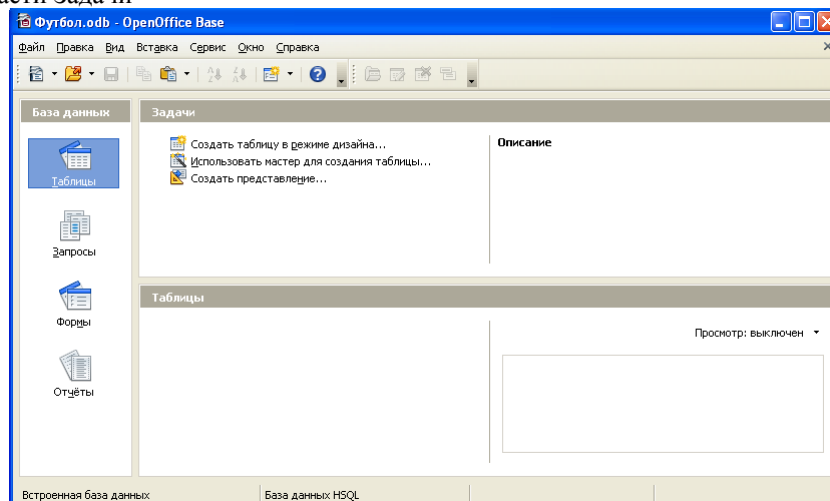 асти Задачи
Футбол.odb - OpenOffice Base
Файл Правка Вид Вставка Сервис Окно Справка
База данных
Задачи
Таблицы
Запросы
Формы
Отчёты
Создать таблицу в режиме дизайна...
Использовать мастер для создания таблицы...
Создать представление...
Описание
Таблицы
Просмотр: выключен
Встроенная база данных
База данных HSQL